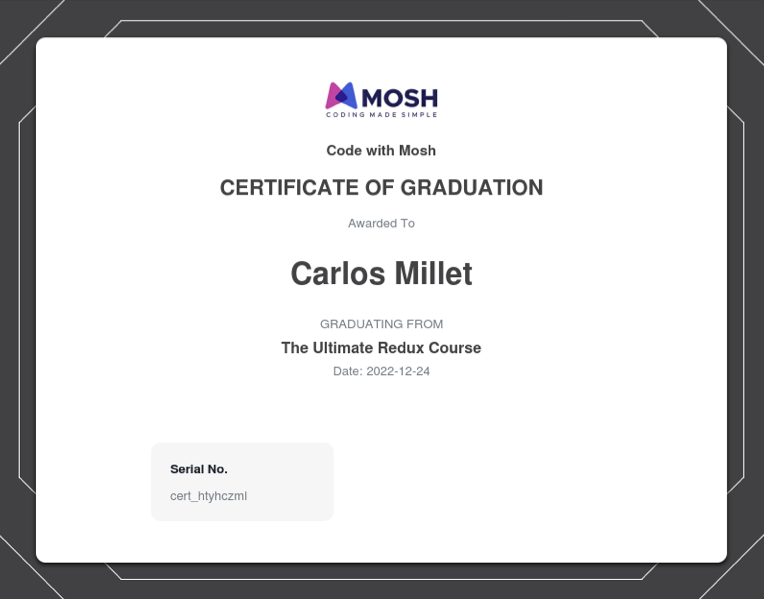 MOSH
CODING MADE SIMPLE
Code with Mosh
CERTIFICATE OF GRADUATION
Awarded To
Carlos Millet
GRADUATING FROM
The Ultimate Redux Course
Date: 2022-12-24
Serial No.
cert_htyhczml